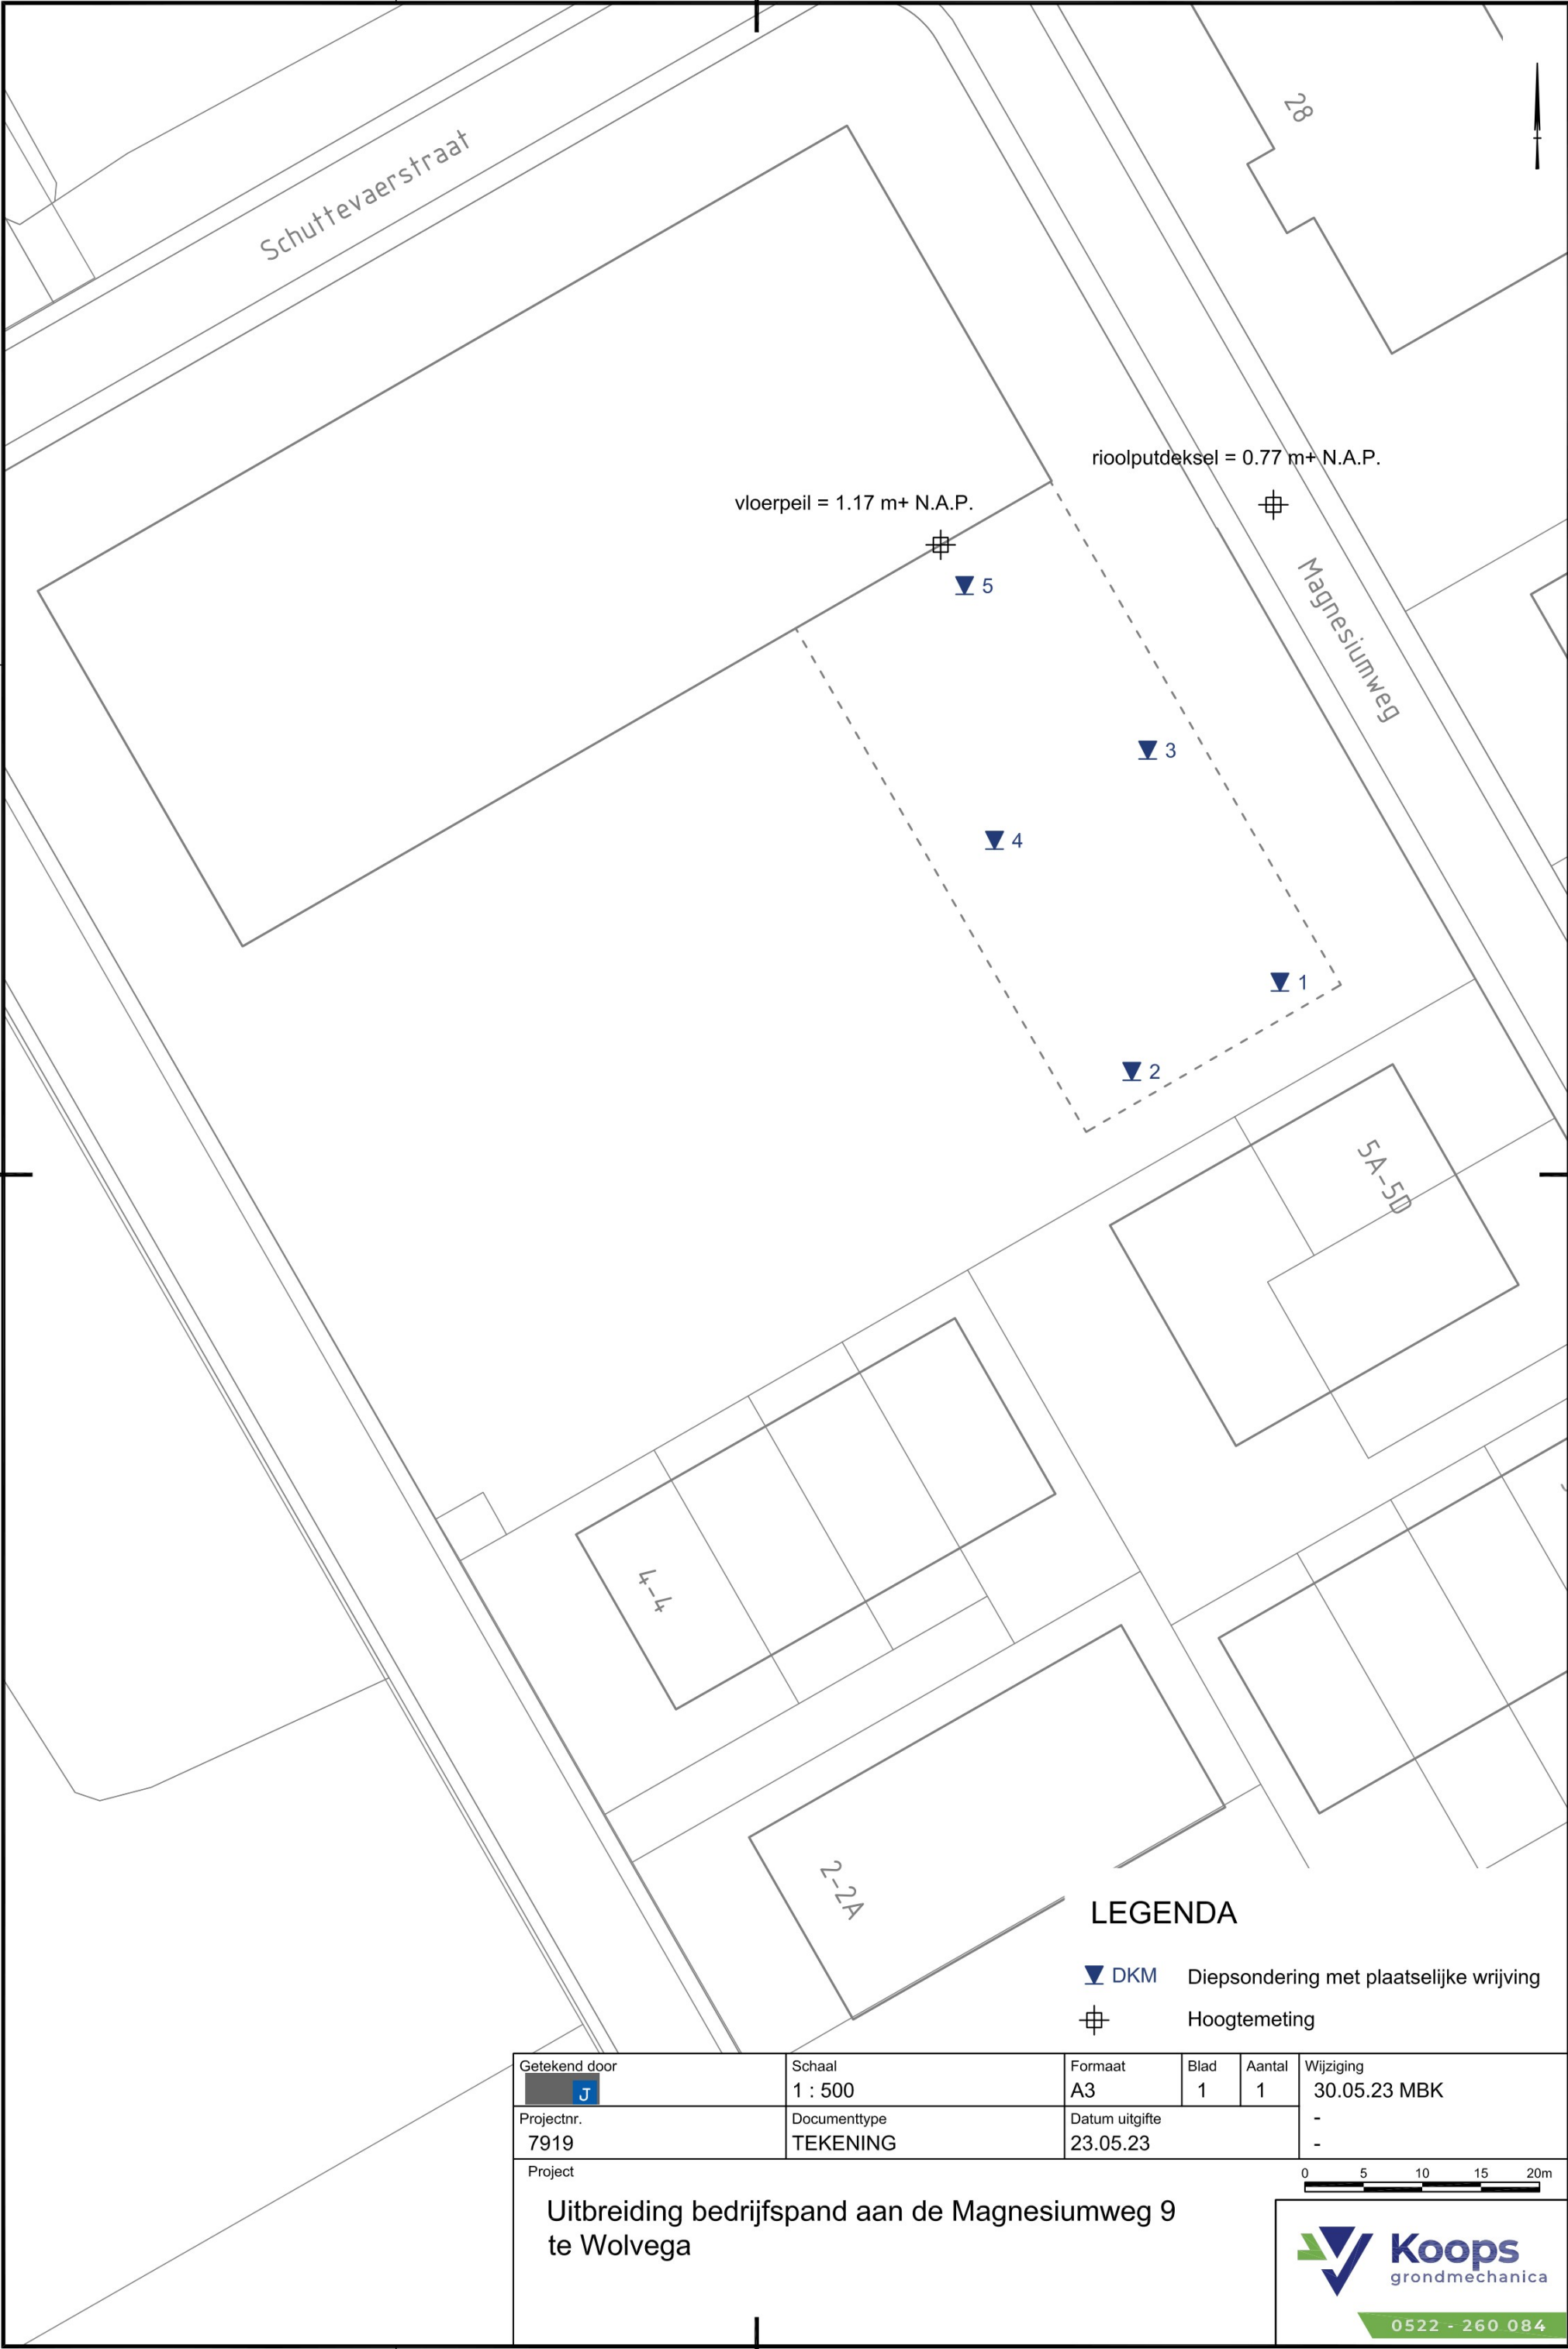 Schuttevaerstraat
28
rioolputdeksel = 0.77 m+ N.A.P.
vloerpeil = 1.17 m+ N.A.P.
5
Magnesiumweg
3
4
1
2
5A-5D
4-4
2-2A
LEGENDA
DKM Diepsondering met plaatselijke wrijving
Hoogtemeting
Getekend door
J
Schaal
1 : 500
Formaat
A3
Blad
1
Aantal
1
Wijziging
30.05.23 MBK
-
-
Projectnr.
7919
Documenttype
TEKENING
Datum uitgifte
23.05.23
Project
Uitbreiding bedrijfspand aan de Magnesiumweg 9
te Wolvega
0 5 10 15 20m
Koops
grondmechanica
0522 - 260 084